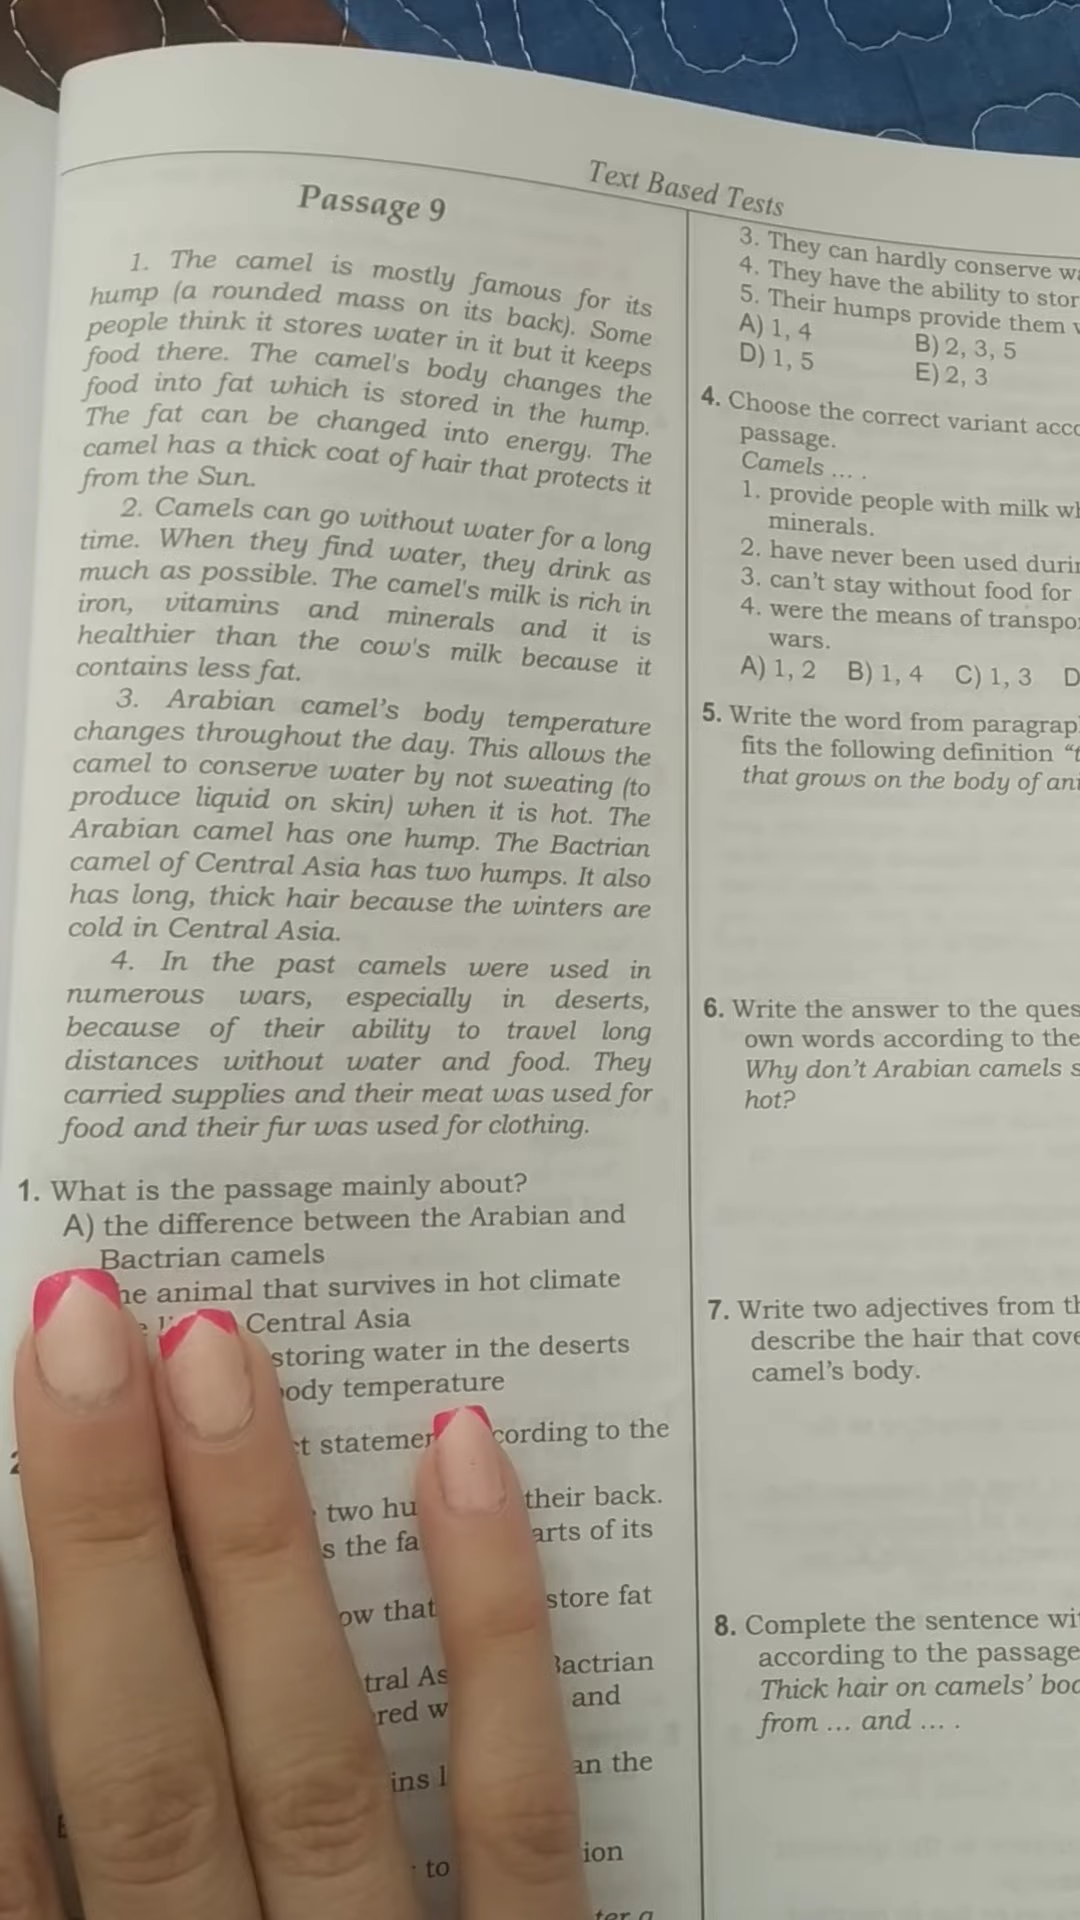 Text Based Tests
Passage 9
1. The camel is mostly famous for its
hump (a rounded mass on its back). Some
people think it stores water in it but it keeps
food there. The camel's body changes the
food into fat which is stored in the hump.
The fat can be changed into energy. The
camel has a thick coat of hair that protects it
from the Sun.
2. Camels can go without water for a long
time. When they find water, they drink as
much as possible. The camel's milk is rich in
iron, vitamins and minerals and it is
healthier than the cow's milk because it
contains less fat.
3. Arabian camel's body temperature
changes throughout the day. This allows the
camel to conserve water by not sweating (to
produce liquid on skin) when it is hot. The
Arabian camel has one hump. The Bactrian
camel of Central Asia has two humps. It also
has long, thick hair because the winters are
cold in Central Asia.
4. In the past camels were used in
numerous wars, especially in deserts,
because of their ability to travel long
distances without water and food. They
carried supplies and their meat was used for
food and their fur was used for clothing.
1. What is the passage mainly about?
A) the difference between the Arabian and
Bactrian camels
animal that survives in hot climate
Central Asia
storing water in the deserts
temperature
to the
two their back.
the of its
that store fat
Bactrian
and
the
to
3. They can hardly conserve
4. They have the ability to
5. Their humps provide them
A) 1, 4 B) 2, 3, 5
D) 1, 5 E) 2, 3
4. Choose the correct variant
passage.
Camels ... .
1. provide people with milk
minerals.
2. have never been used
3. can't stay without food for
4. were the means of
wars.
A) 1, 2 B) 1, 4 C) 1, 3 D
5. Write the word from
fits the following definition
that grows on the body of
6. Write the answer to the
own words according to the
Why don't Arabian camels
hot?
7. Write two adjectives from
describe the hair that
camel's body.
8. Complete the sentence
according to the passage
Thick hair on camels'
from ... and ... .